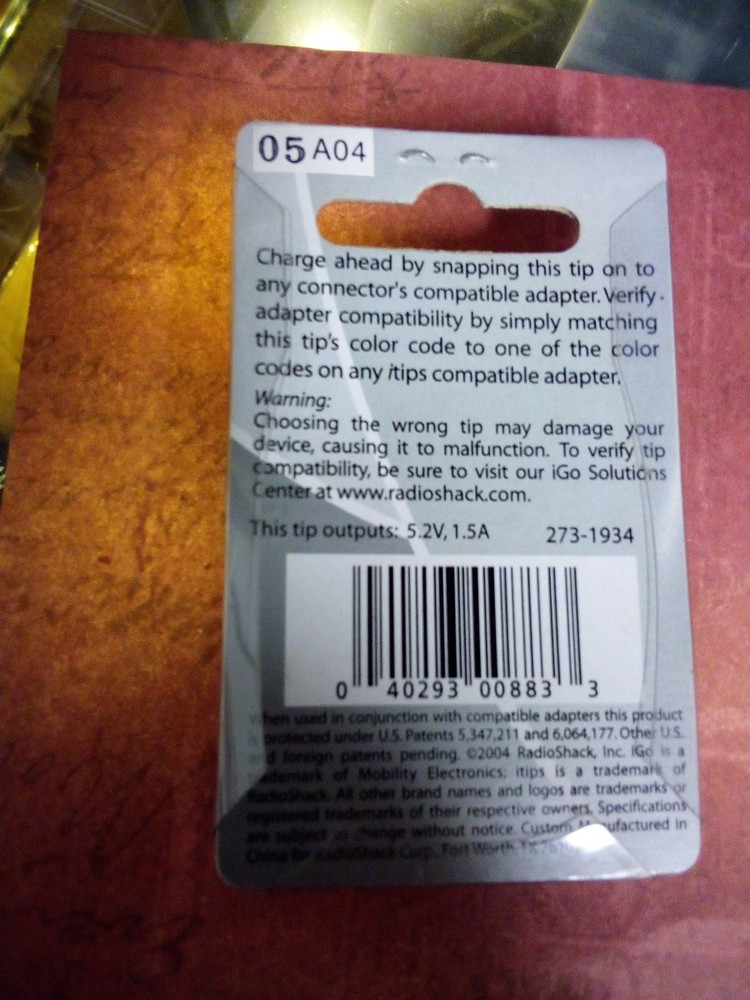 05 A04
Charge ahead by snapping this tip on to
any connector's compatible adapter. Verify
adapter compatibility by simply matching
this tip's color code to one of the color
codes on any itips compatible adapter.
Warning:
Choosing the wrong tip may damage your
device, causing it to malfunction. To verify tip
compatibility, be sure to visit our iGo Solutions
Center at www.radioshack.com.
This tip outputs: 5.2V, 1.5A 273-1934
0 40293 00883 3
When used in conjunction with compatible adapters this product
is protected under U.S. Patents 5,347,211 and 6,064,177. Other U.S.
and foreign patents pending. ©2004 RadioShack, Inc. iGo is a
trademark of Mobility Electronics; itips is a trademark of
RadioShack. All other brand names and logos are trademarks or
registered trademarks of their respective owners. Specifications
are subject to change without notice. Custom Manufactured in
China for RadioShack Corp., Fort Worth TX